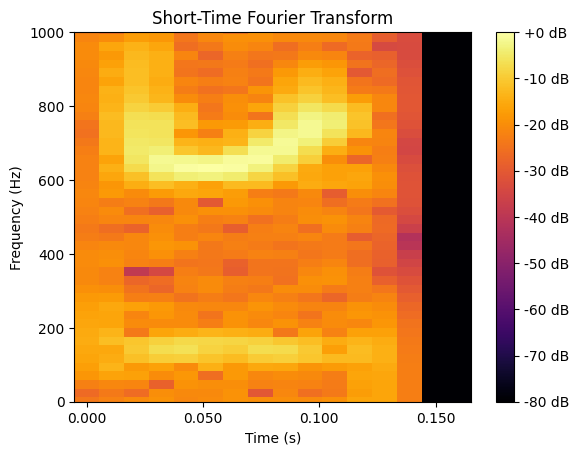 Short-Time Fourier Transform
1000
800
600
400
200
0
Frequency (Hz)
0.000
0.050
0.100
0.150
Time (s)
+0 dB
-10 dB
-20 dB
-30 dB
-40 dB
-50 dB
-60 dB
-70 dB
-80 dB